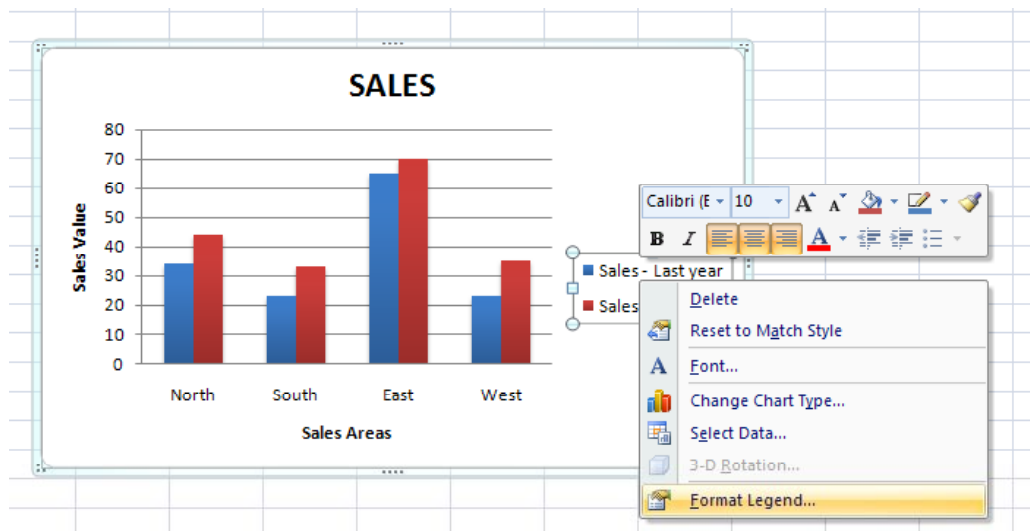 SALES
80
70
60
50
40
30
20
10
0
Sales Value
North South East West
Sales Areas
Sales - Last year
Sales
Calibri (E 10 A A
B I A
Delete
Reset to Match Style
Font...
Change Chart Type...
Select Data...
3-D Rotation...
Format Legend...